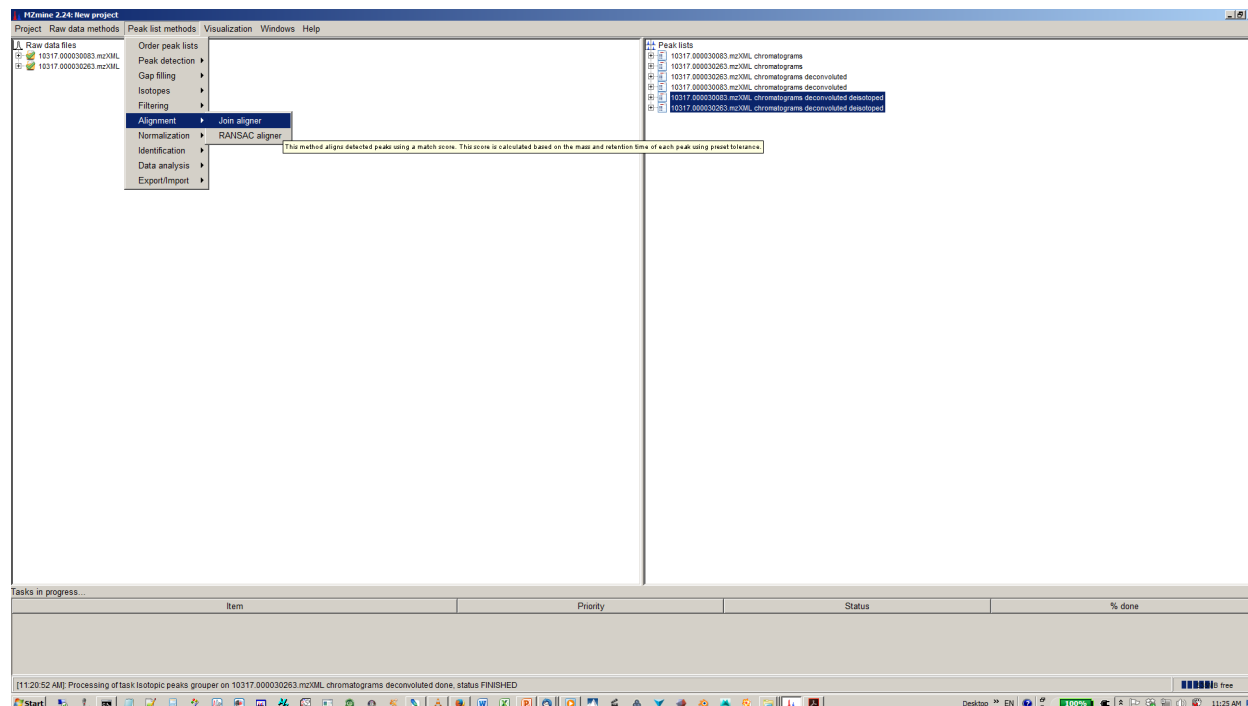 MZmine 2.24: New project
Project Raw data methods Peak list methods Visualization Windows Help
Raw data files
10317.000030083.mzXML
10317.000030263.mzXML
Order peak lists
Peak detection
Gap filling
Isotopes
Filtering
Alignment
Normalization
Identification
Data analysis
Export/Import
Join aligner
RANSAC aligner
This method aligns detected peaks using a match score. This score is calculated based on the mass and retention time of each peak using preset tolerance.
Peak lists
10317.000030083.mzXML chromatograms
10317.000030263.mzXML chromatograms
10317.000030263.mzXML chromatograms deconvoluted
10317.000030083.mzXML chromatograms deconvoluted
10317.000030083.mzXML chromatograms deconvoluted deisotoped
10317.000030263.mzXML chromatograms deconvoluted deisotoped
Tasks in progress...
Item Priority Status % done
[11:20:52 AM]: Processing of task Isotopic peaks grouper on 10317.000030263.mzXML chromatograms deconvoluted done, status FINISHED
B free
Start
Desktop » EN
100%
11:25 AM